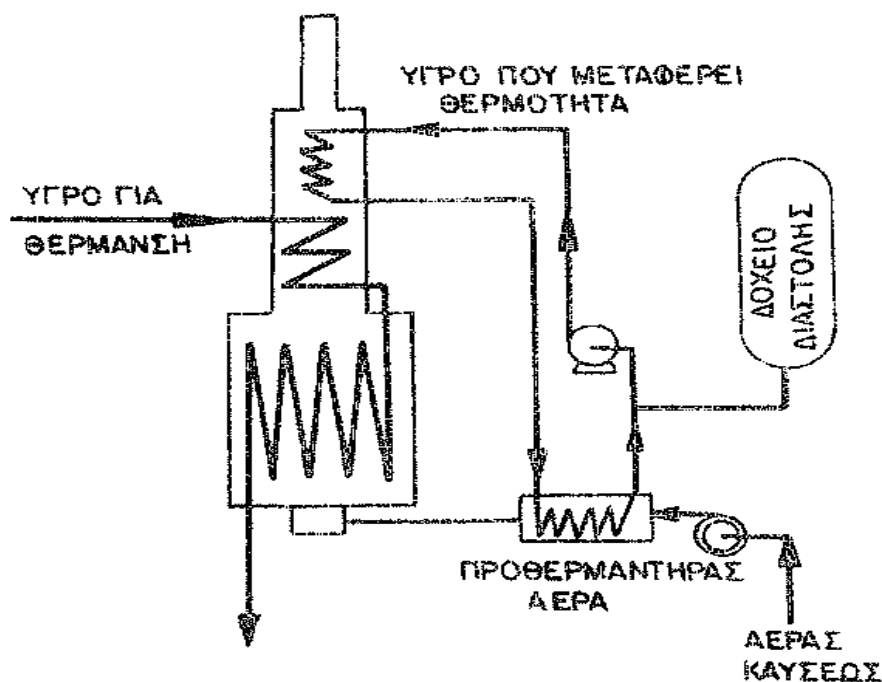 ΥΓΡΟ ΠΟΥ ΜΕΤΑΦΕΡΕΙ
ΘΕΡΜΟΤΗΤΑ
ΥΓΡΟ ΓΙΑ
ΘΕΡΜΑΝΣΗ
ΔΟΧΕΙΟ
ΔΙΑΣΤΟΛΗΣ
ΠΡΟΘΕΡΜΑΝΤΗΡΑΣ
ΑΕΡΑ
ΑΕΡΑΣ
ΚΑΥΣΕΩΣ